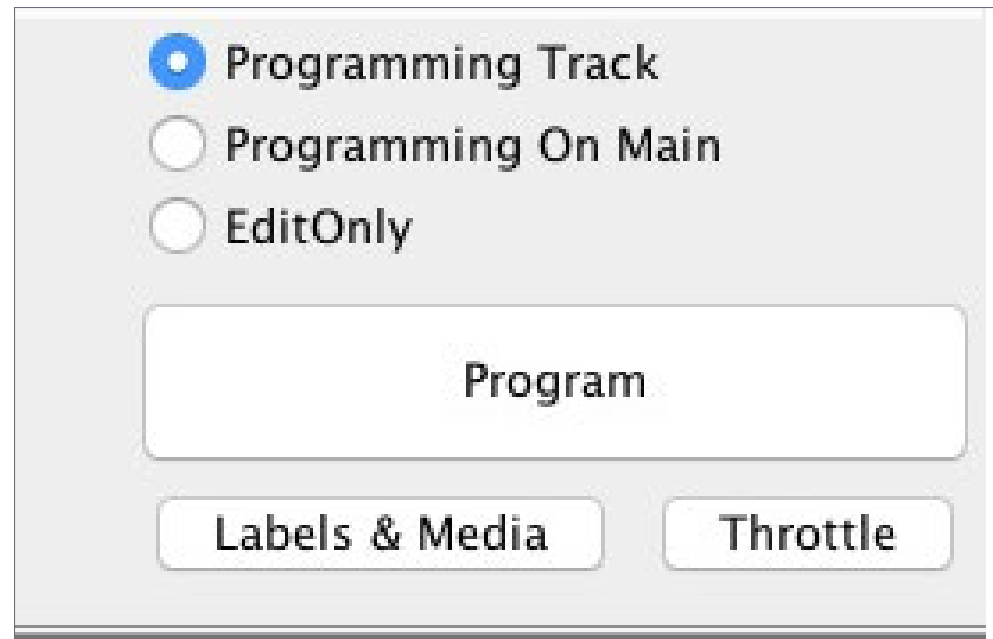 Programming Track
Programming On Main
EditOnly
Program
Labels & Media Throttle